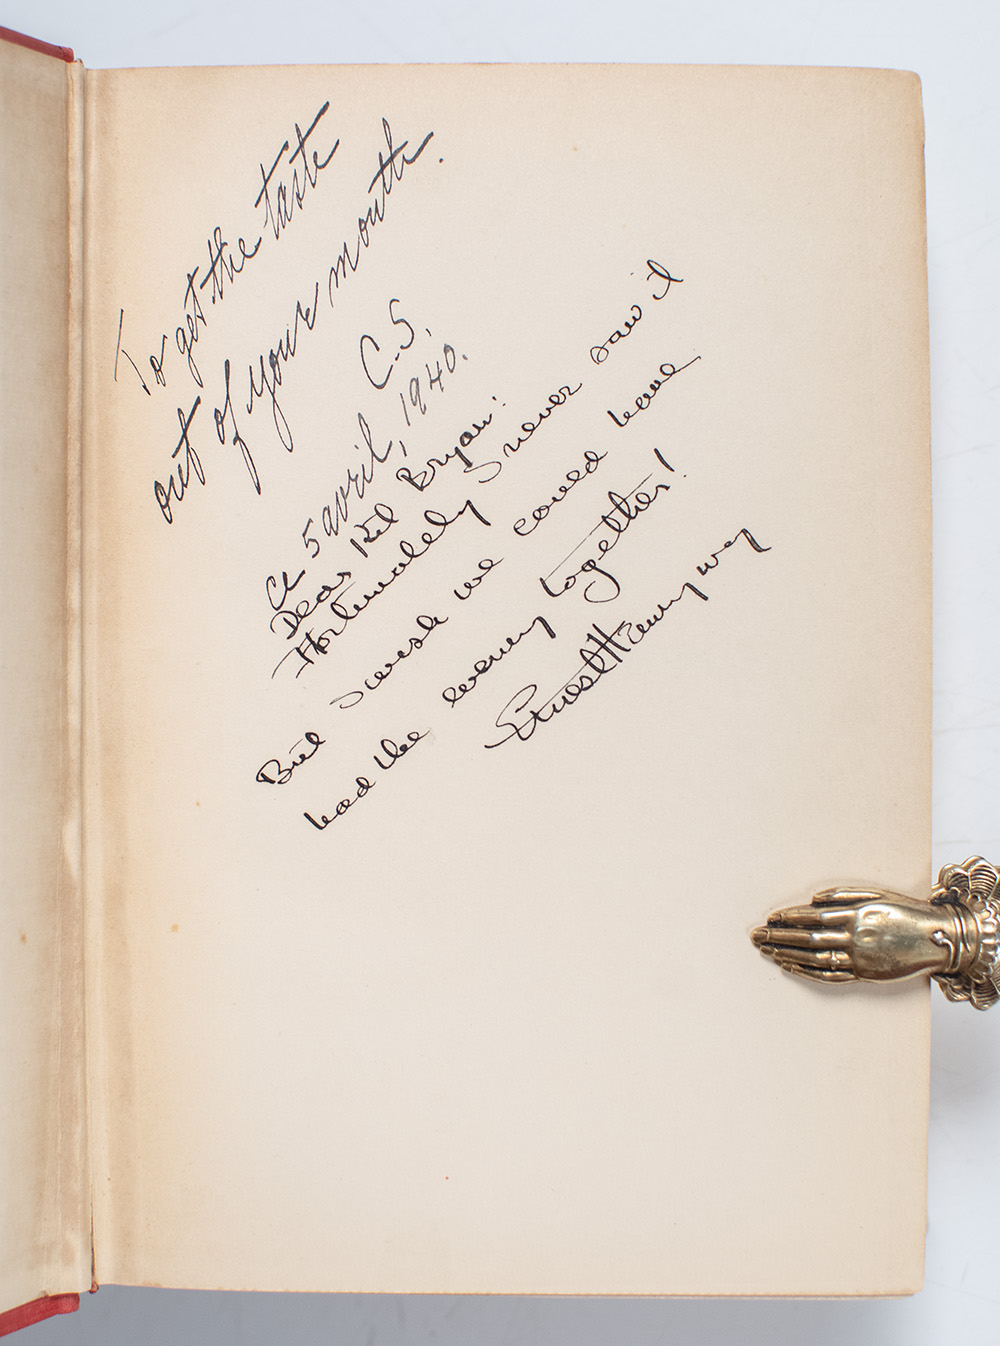 To get the taste
out of your mouth.
C.S.
Ce 5 avril, 1940.
Dear Bryan:
Fortunately I never saw it
But I wish we could have
had the evening together!
Ernest Hemingway